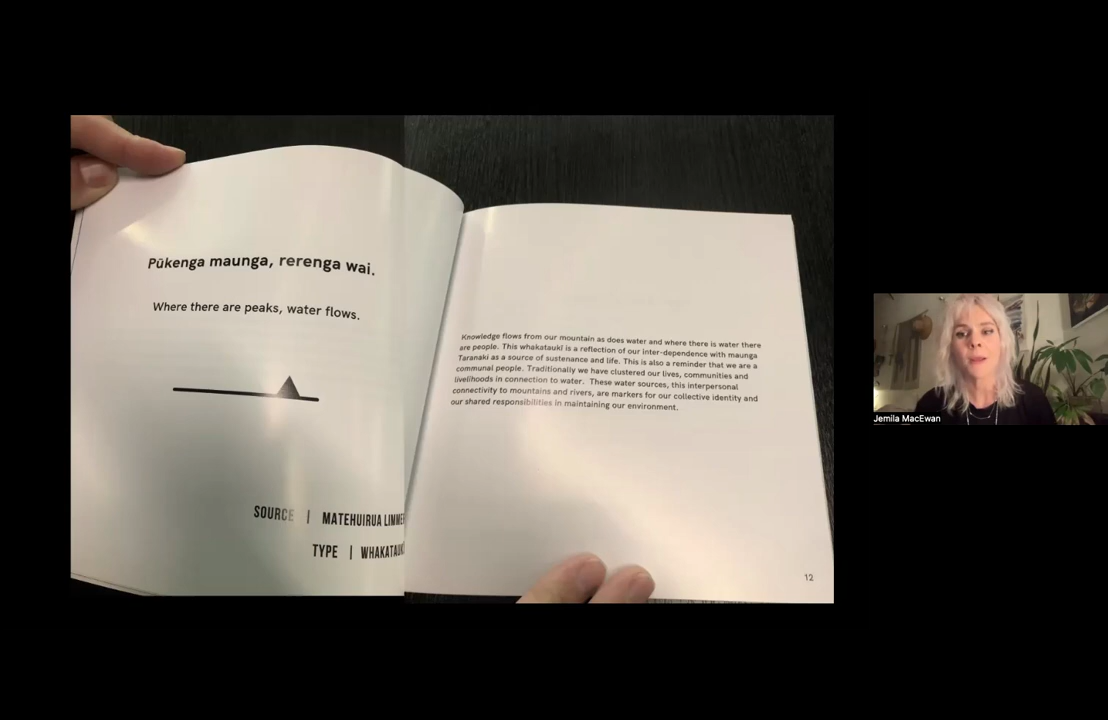 Pūkenga maunga, rerenga wai.
Where there are peaks, water flows.
SOURCE | MATEHUIRUA
TYPE |
Knowledge flows from our mountain as does water and where there is water there
are people. This whakatauki is a reflection of our inter-dependence with maunga
Taranaki as a source of sustenance and life. This is also a reminder that we are a
communal people. Traditionally we have clustered our lives, communities and
livelihoods in connection to water. These water sources, this interpersonal
connectivity to mountains and rivers, are markers for our collective identity and
our shared responsibilities in maintaining our environment.
12
Jemila MacEwan